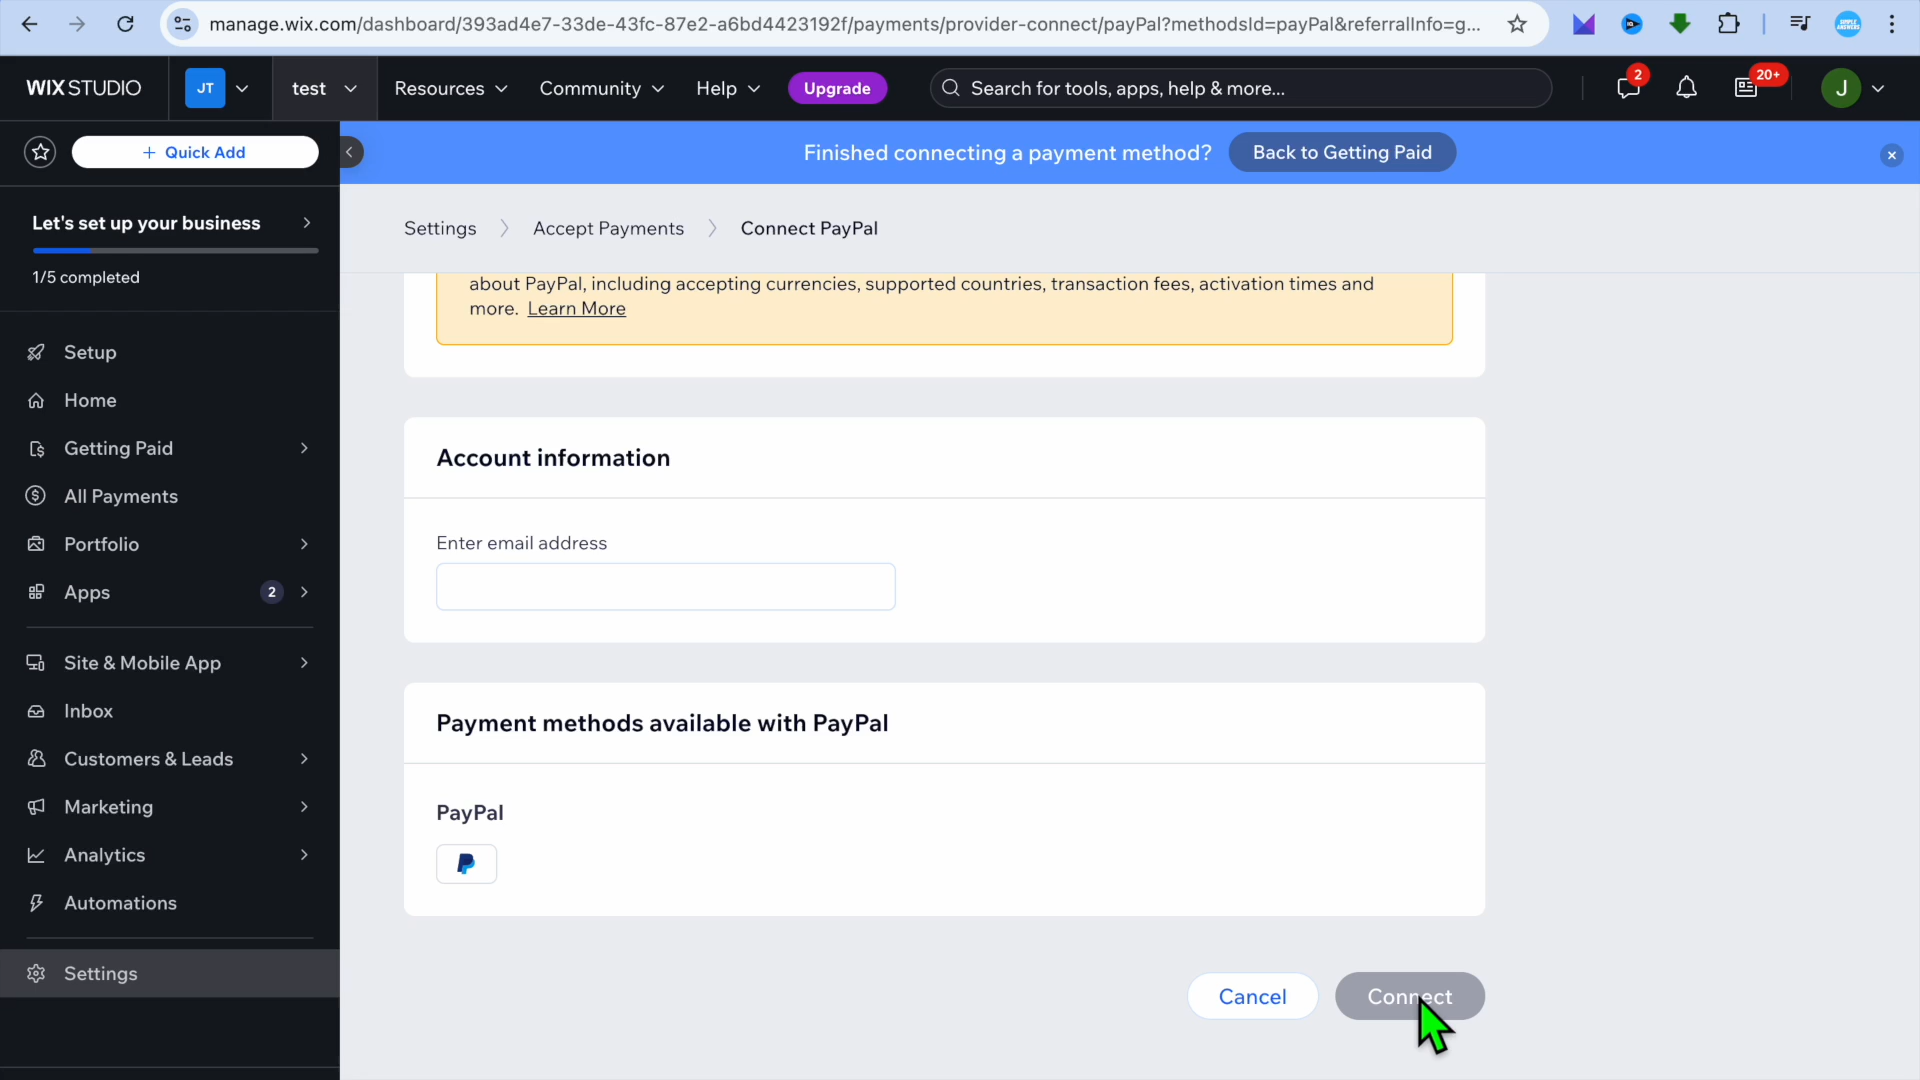 manage.wix.com/dashboard/393ad4e7-33de-43fc-87e2-a6bd4423192f/payments/provider-connect/payPal?methodsId=payPal&referralInfo=g...
WIX STUDIO
JT
test
Resources
Community
Help
Upgrade
Search for tools, apps, help & more...
2
20+
J
+ Quick Add
Finished connecting a payment method?
Back to Getting Paid
Let's set up your business
1/5 completed
Settings
Accept Payments
Connect PayPal
about PayPal, including accepting currencies, supported countries, transaction fees, activation times and
more. Learn More
Setup
Home
Getting Paid
All Payments
Portfolio
Apps
2
Site & Mobile App
Inbox
Customers & Leads
Marketing
Analytics
Automations
Settings
Account information
Enter email address
Payment methods available with PayPal
PayPal
Cancel
Connect